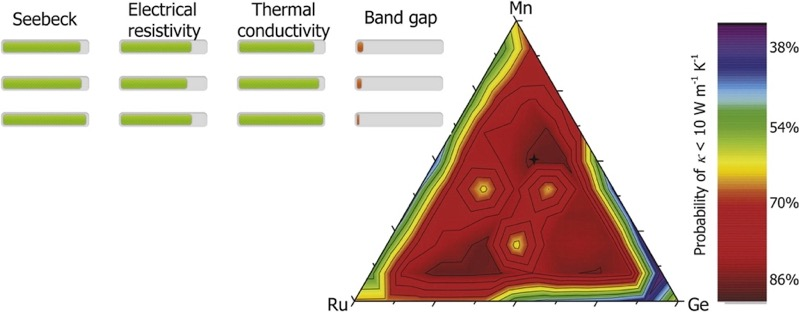 Seebeck
Electrical
resistivity
Thermal
conductivity
Band gap
Mn
Ru
Ge
Probability of κ < 10 W m⁻¹ K⁻¹
38%
54%
70%
86%